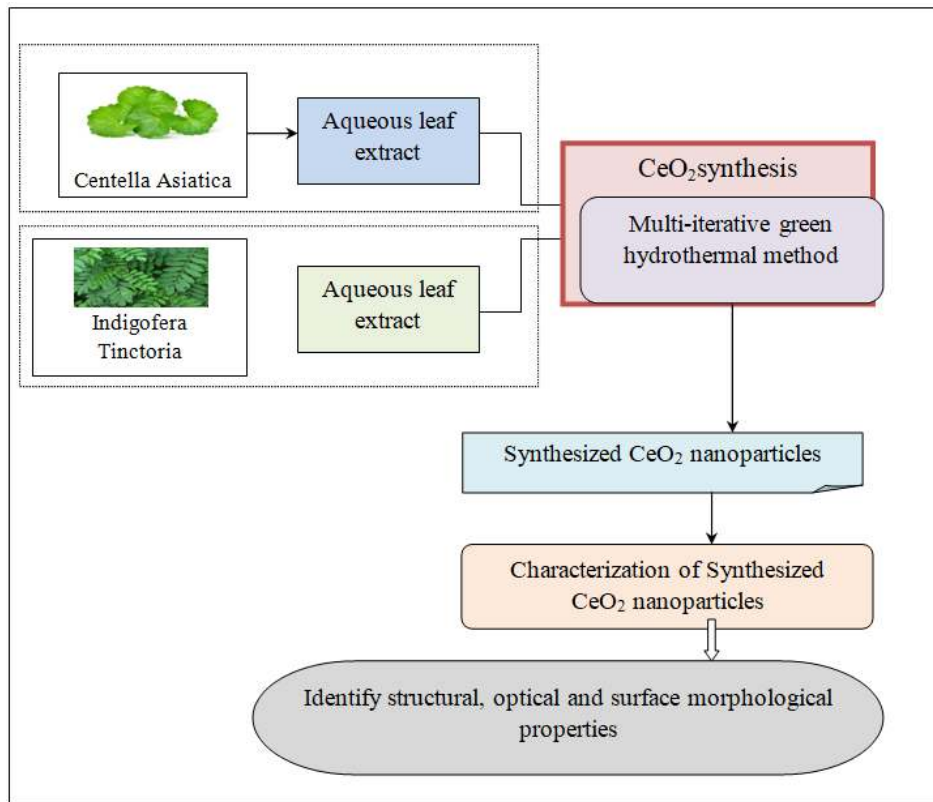 Centella Asiatica
Aqueous leaf
extract
CeO₂synthesis
Multi-iterative green
hydrothermal method
Indigofera
Tinctoria
Aqueous leaf
extract
Synthesized CeO₂ nanoparticles
Characterization of Synthesized
CeO₂ nanoparticles
Identify structural, optical and surface morphological
properties